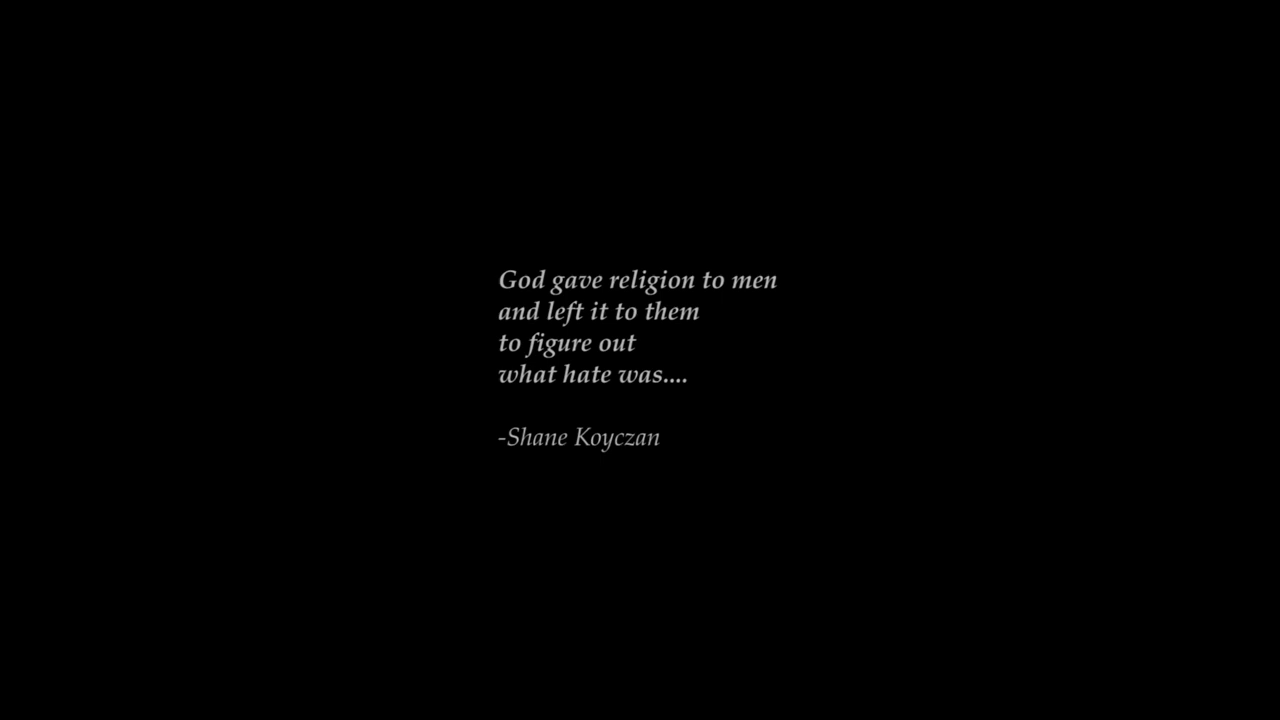 God gave religion to men
and left it to them
to figure out
what hate was....
-Shane Koyczan